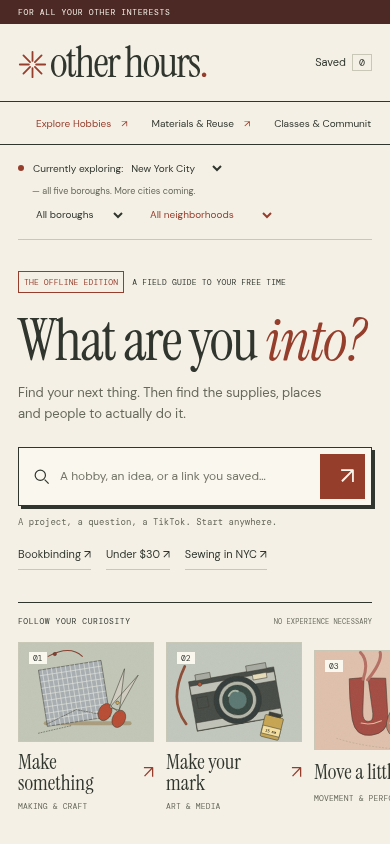 FOR ALL YOUR OTHER INTERESTS
other hours.
Saved 0
Explore Hobbies ↗ Materials & Reuse ↗ Classes & Communit
Currently exploring: New York City
— all five boroughs. More cities coming.
All boroughs All neighborhoods
THE OFFLINE EDITION A FIELD GUIDE TO YOUR FREE TIME
What are you into?
Find your next thing. Then find the supplies, places
and people to actually do it.
A hobby, an idea, or a link you saved…
A project, a question, a TikTok. Start anywhere.
Bookbinding ↗ Under $30 ↗ Sewing in NYC ↗
FOLLOW YOUR CURIOSITY NO EXPERIENCE NECESSARY
01 02 03
Make
something ↗
MAKING & CRAFT
Make your
mark ↗
ART & MEDIA
Move a littl
MOVEMENT & PERFO